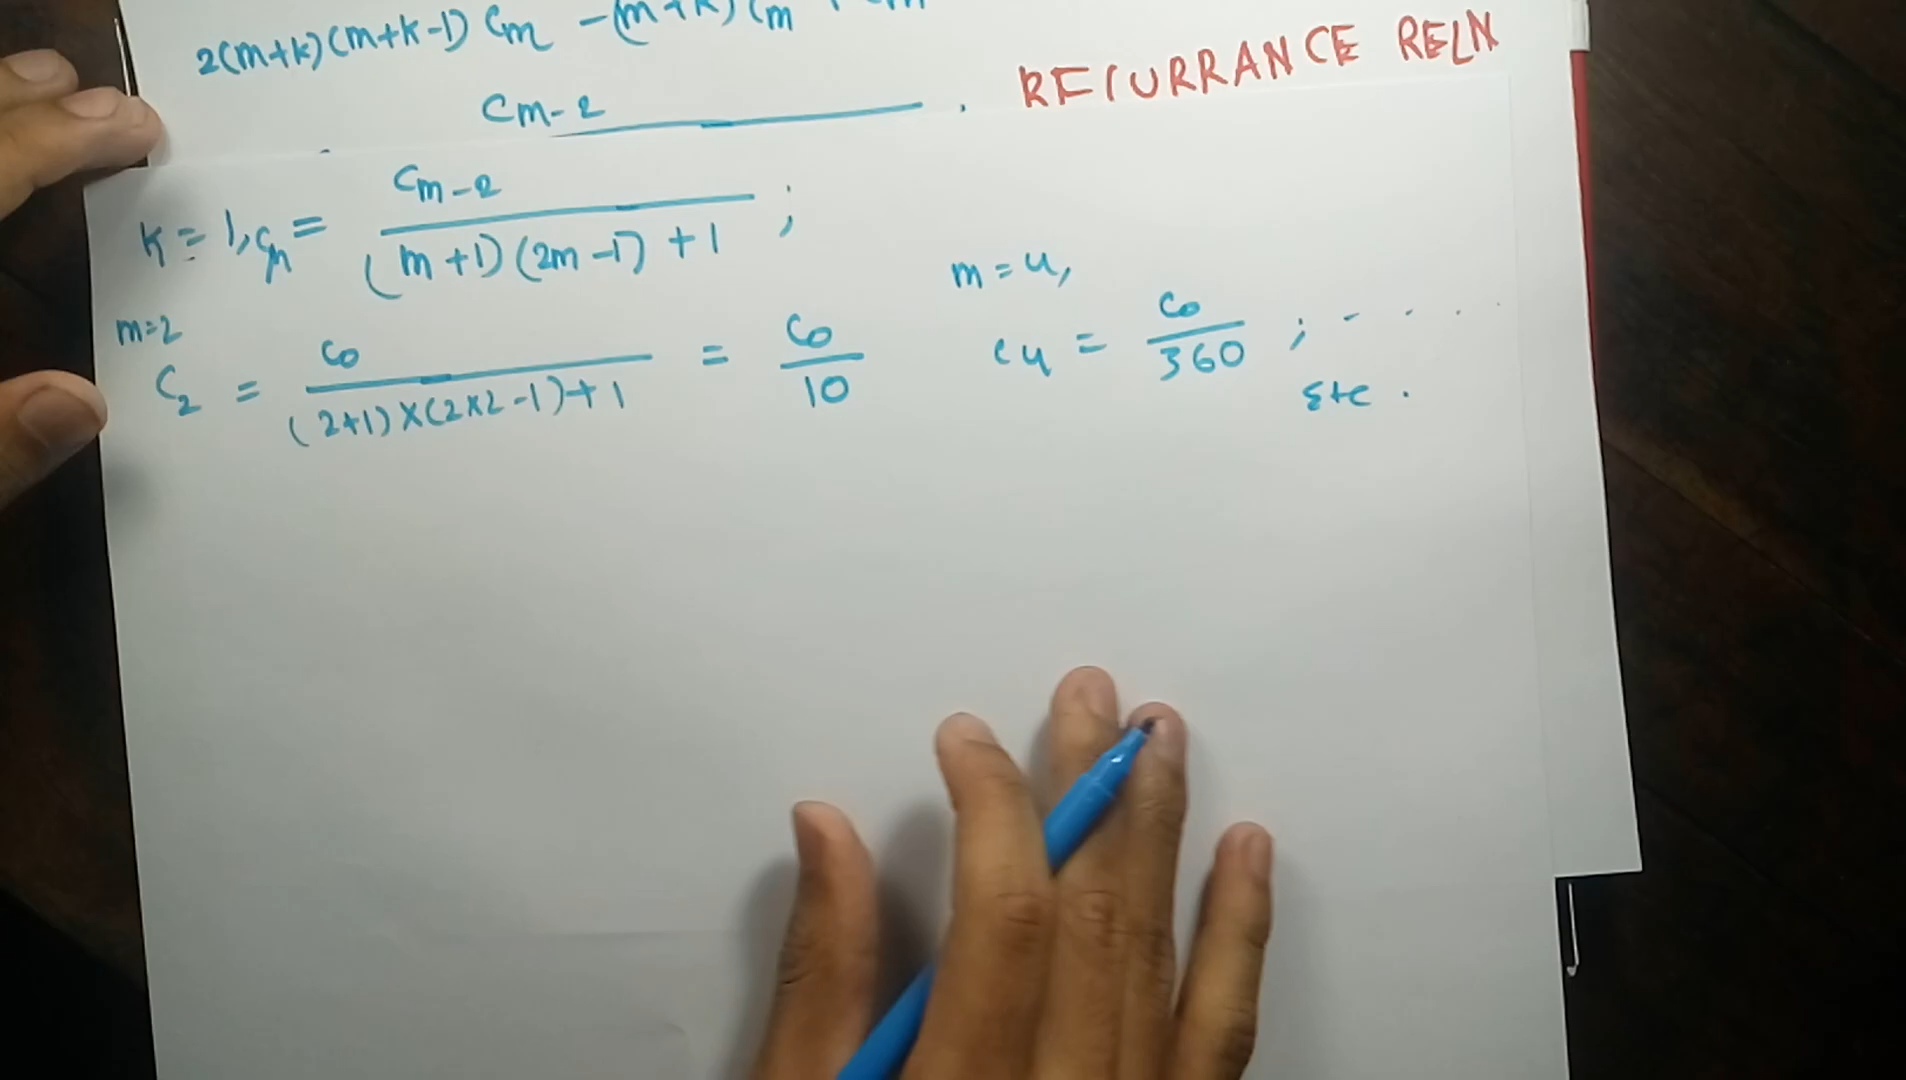 2(m+k)(m+k-1) Cm - (m+k) Cm
Cm-2 . RECURRANCE RELN
k = 1, Cm = Cm-2 / (m+1)(2m-1) + 1 ;
m=2
C2 = C0 / (2+1)×(2×2-1)+1 = C0 / 10
m = 4,
C4 = C0 / 360 ; - . . .
Etc .